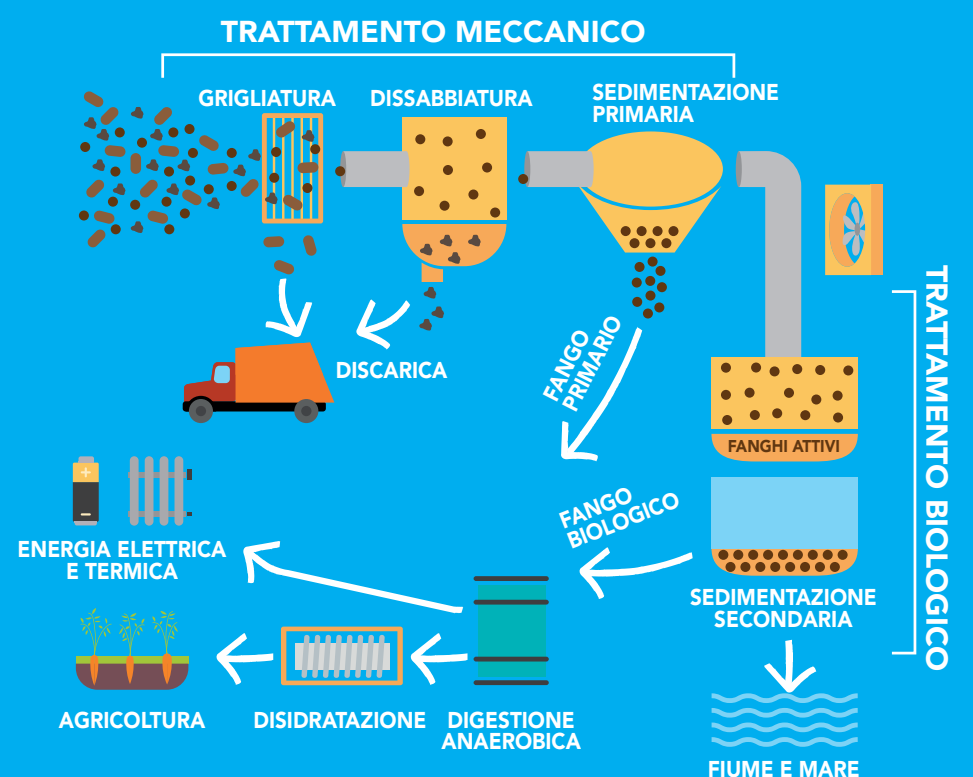 TRATTAMENTO MECCANICO
GRIGLIATURA
DISSABBIATURA
SEDIMENTAZIONE
PRIMARIA
DISCARICA
FANGO
PRIMARIO
TRATTAMENTO BIOLOGICO
FANGHI ATTIVI
FANGO
BIOLOGICO
ENERGIA ELETTRICA
E TERMICA
SEDIMENTAZIONE
SECONDARIA
AGRICOLTURA
DISIDRATAZIONE
DIGESTIONE
ANAEROBICA
FIUME E MARE